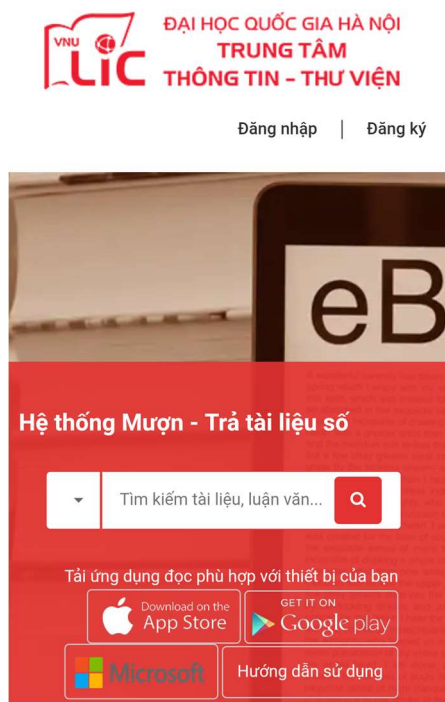 VNU
LIC
ĐẠI HỌC QUỐC GIA HÀ NỘI
TRUNG TÂM
THÔNG TIN – THƯ VIỆN
Đăng nhập | Đăng ký
eB
Hệ thống Mượn - Trả tài liệu số
Tìm kiếm tài liệu, luận văn...
Tải ứng dụng đọc phù hợp với thiết bị của bạn
Download on the
App Store
GET IT ON
Google play
Microsoft
Hướng dẫn sử dụng